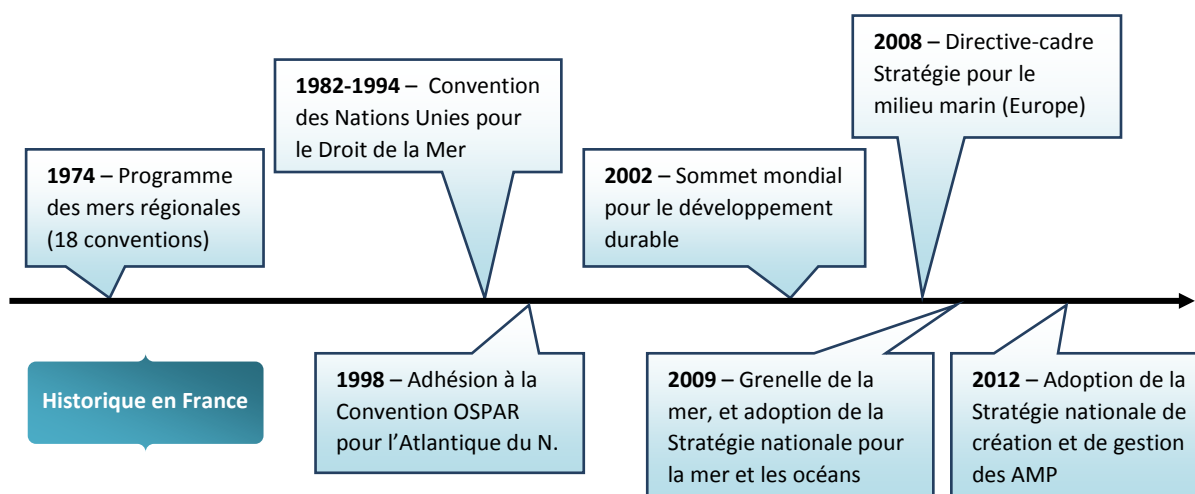 1974 – Programme
des mers régionales
(18 conventions)
1982-1994 – Convention
des Nations Unies pour
le Droit de la Mer
2002 – Sommet mondial
pour le développement
durable
2008 – Directive-cadre
Stratégie pour le
milieu marin (Europe)
Historique en France
1998 – Adhésion à la
Convention OSPAR
pour l’Atlantique du N.
2009 – Grenelle de la
mer, et adoption de la
Stratégie nationale pour
la mer et les océans
2012 – Adoption de la
Stratégie nationale de
création et de gestion
des AMP